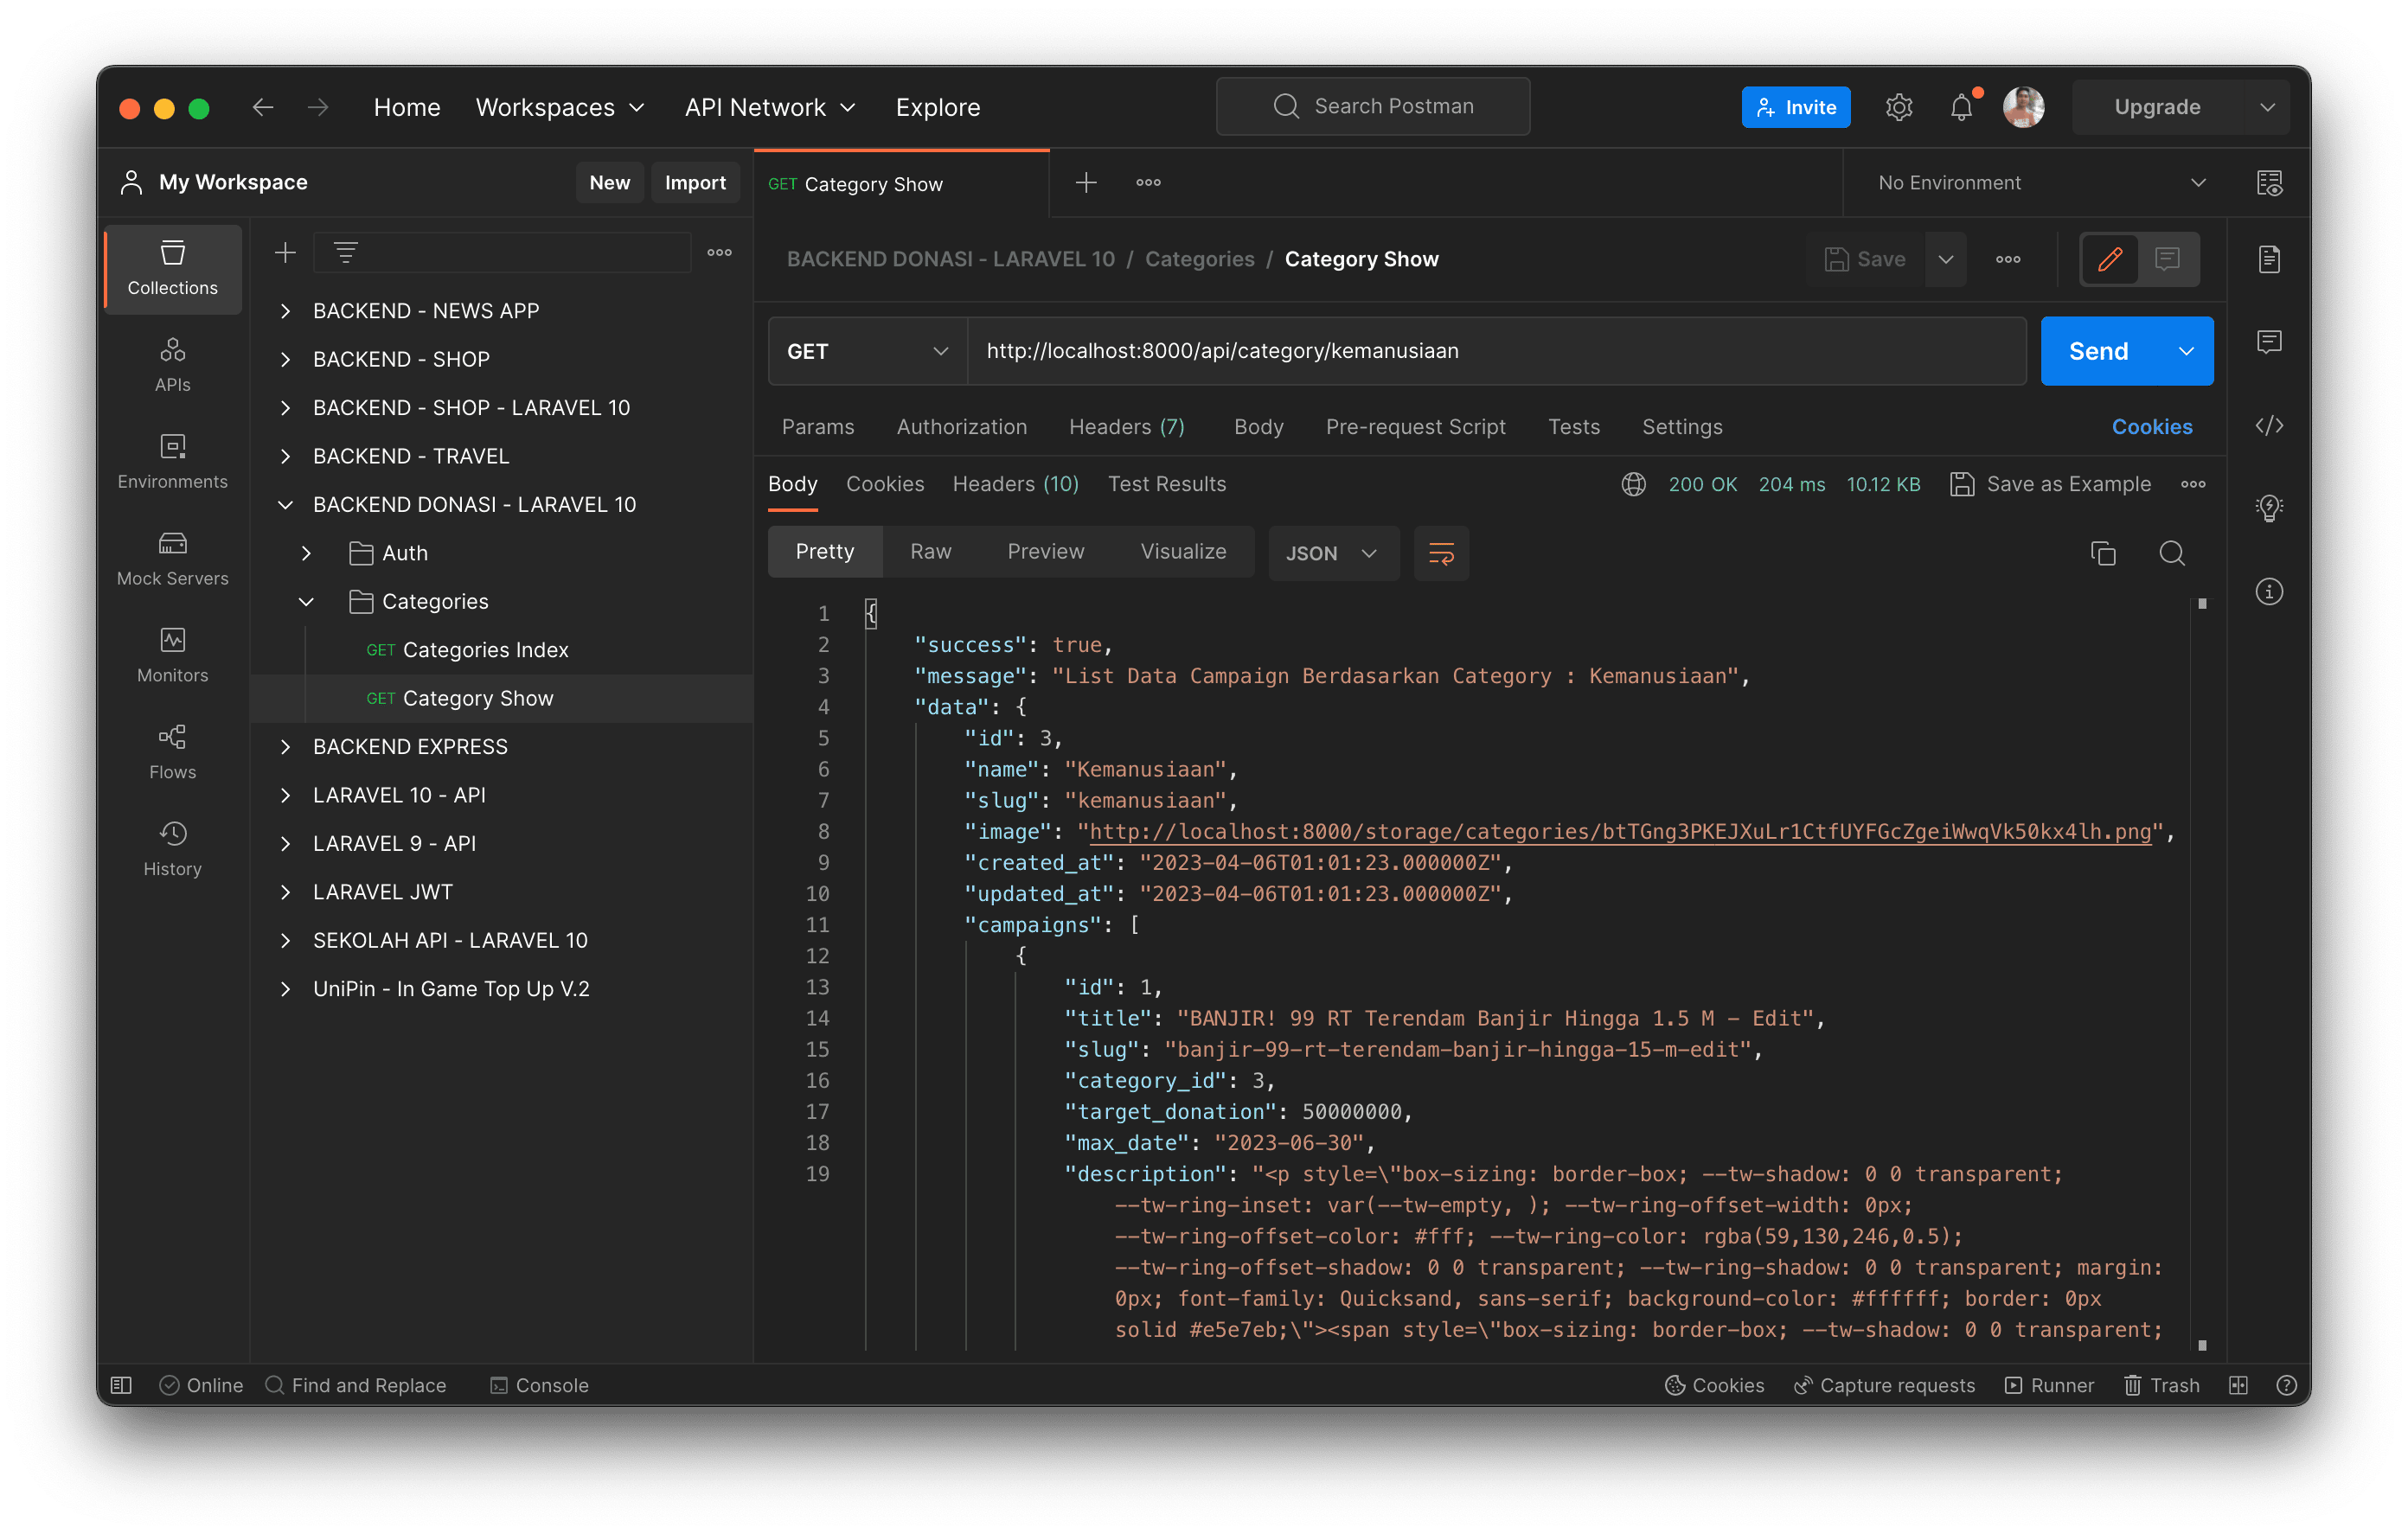 Home Workspaces API Network Explore Search Postman Invite Upgrade
My Workspace New Import GET Category Show No Environment
Collections
APIs
Environments
Mock Servers
Monitors
Flows
History
BACKEND - NEWS APP
BACKEND - SHOP
BACKEND - SHOP - LARAVEL 10
BACKEND - TRAVEL
BACKEND DONASI - LARAVEL 10
Auth
Categories
GET Categories Index
GET Category Show
BACKEND EXPRESS
LARAVEL 10 - API
LARAVEL 9 - API
LARAVEL JWT
SEKOLAH API - LARAVEL 10
UniPin - In Game Top Up V.2
BACKEND DONASI - LARAVEL 10 / Categories / Category Show Save
GET http://localhost:8000/api/category/kemanusiaan Send
Params Authorization Headers (7) Body Pre-request Script Tests Settings Cookies
Body Cookies Headers (10) Test Results 200 OK 204 ms 10.12 KB Save as Example
Pretty Raw Preview Visualize JSON
1 {
2 "success": true,
3 "message": "List Data Campaign Berdasarkan Category : Kemanusiaan",
4 "data": {
5 "id": 3,
6 "name": "Kemanusiaan",
7 "slug": "kemanusiaan",
8 "image": "http://localhost:8000/storage/categories/btTGng3PKEJXuLr1CtfUYFGcZgeiWwqVk50kx4lh.png",
9 "created_at": "2023-04-06T01:01:23.000000Z",
10 "updated_at": "2023-04-06T01:01:23.000000Z",
11 "campaigns": [
12 {
13 "id": 1,
14 "title": "BANJIR! 99 RT Terendam Banjir Hingga 1.5 M - Edit",
15 "slug": "banjir-99-rt-terendam-banjir-hingga-15-m-edit",
16 "category_id": 3,
17 "target_donation": 50000000,
18 "max_date": "2023-06-30",
19 "description": "<p style=\"box-sizing: border-box; --tw-shadow: 0 0 transparent;
--tw-ring-inset: var(--tw-empty, ); --tw-ring-offset-width: 0px;
--tw-ring-offset-color: #fff; --tw-ring-color: rgba(59,130,246,0.5);
--tw-ring-offset-shadow: 0 0 transparent; --tw-ring-shadow: 0 0 transparent; margin:
0px; font-family: Quicksand, sans-serif; background-color: #ffffff; border: 0px
solid #e5e7eb;\"><span style=\"box-sizing: border-box; --tw-shadow: 0 0 transparent;
Online Find and Replace Console Cookies Capture requests Runner Trash